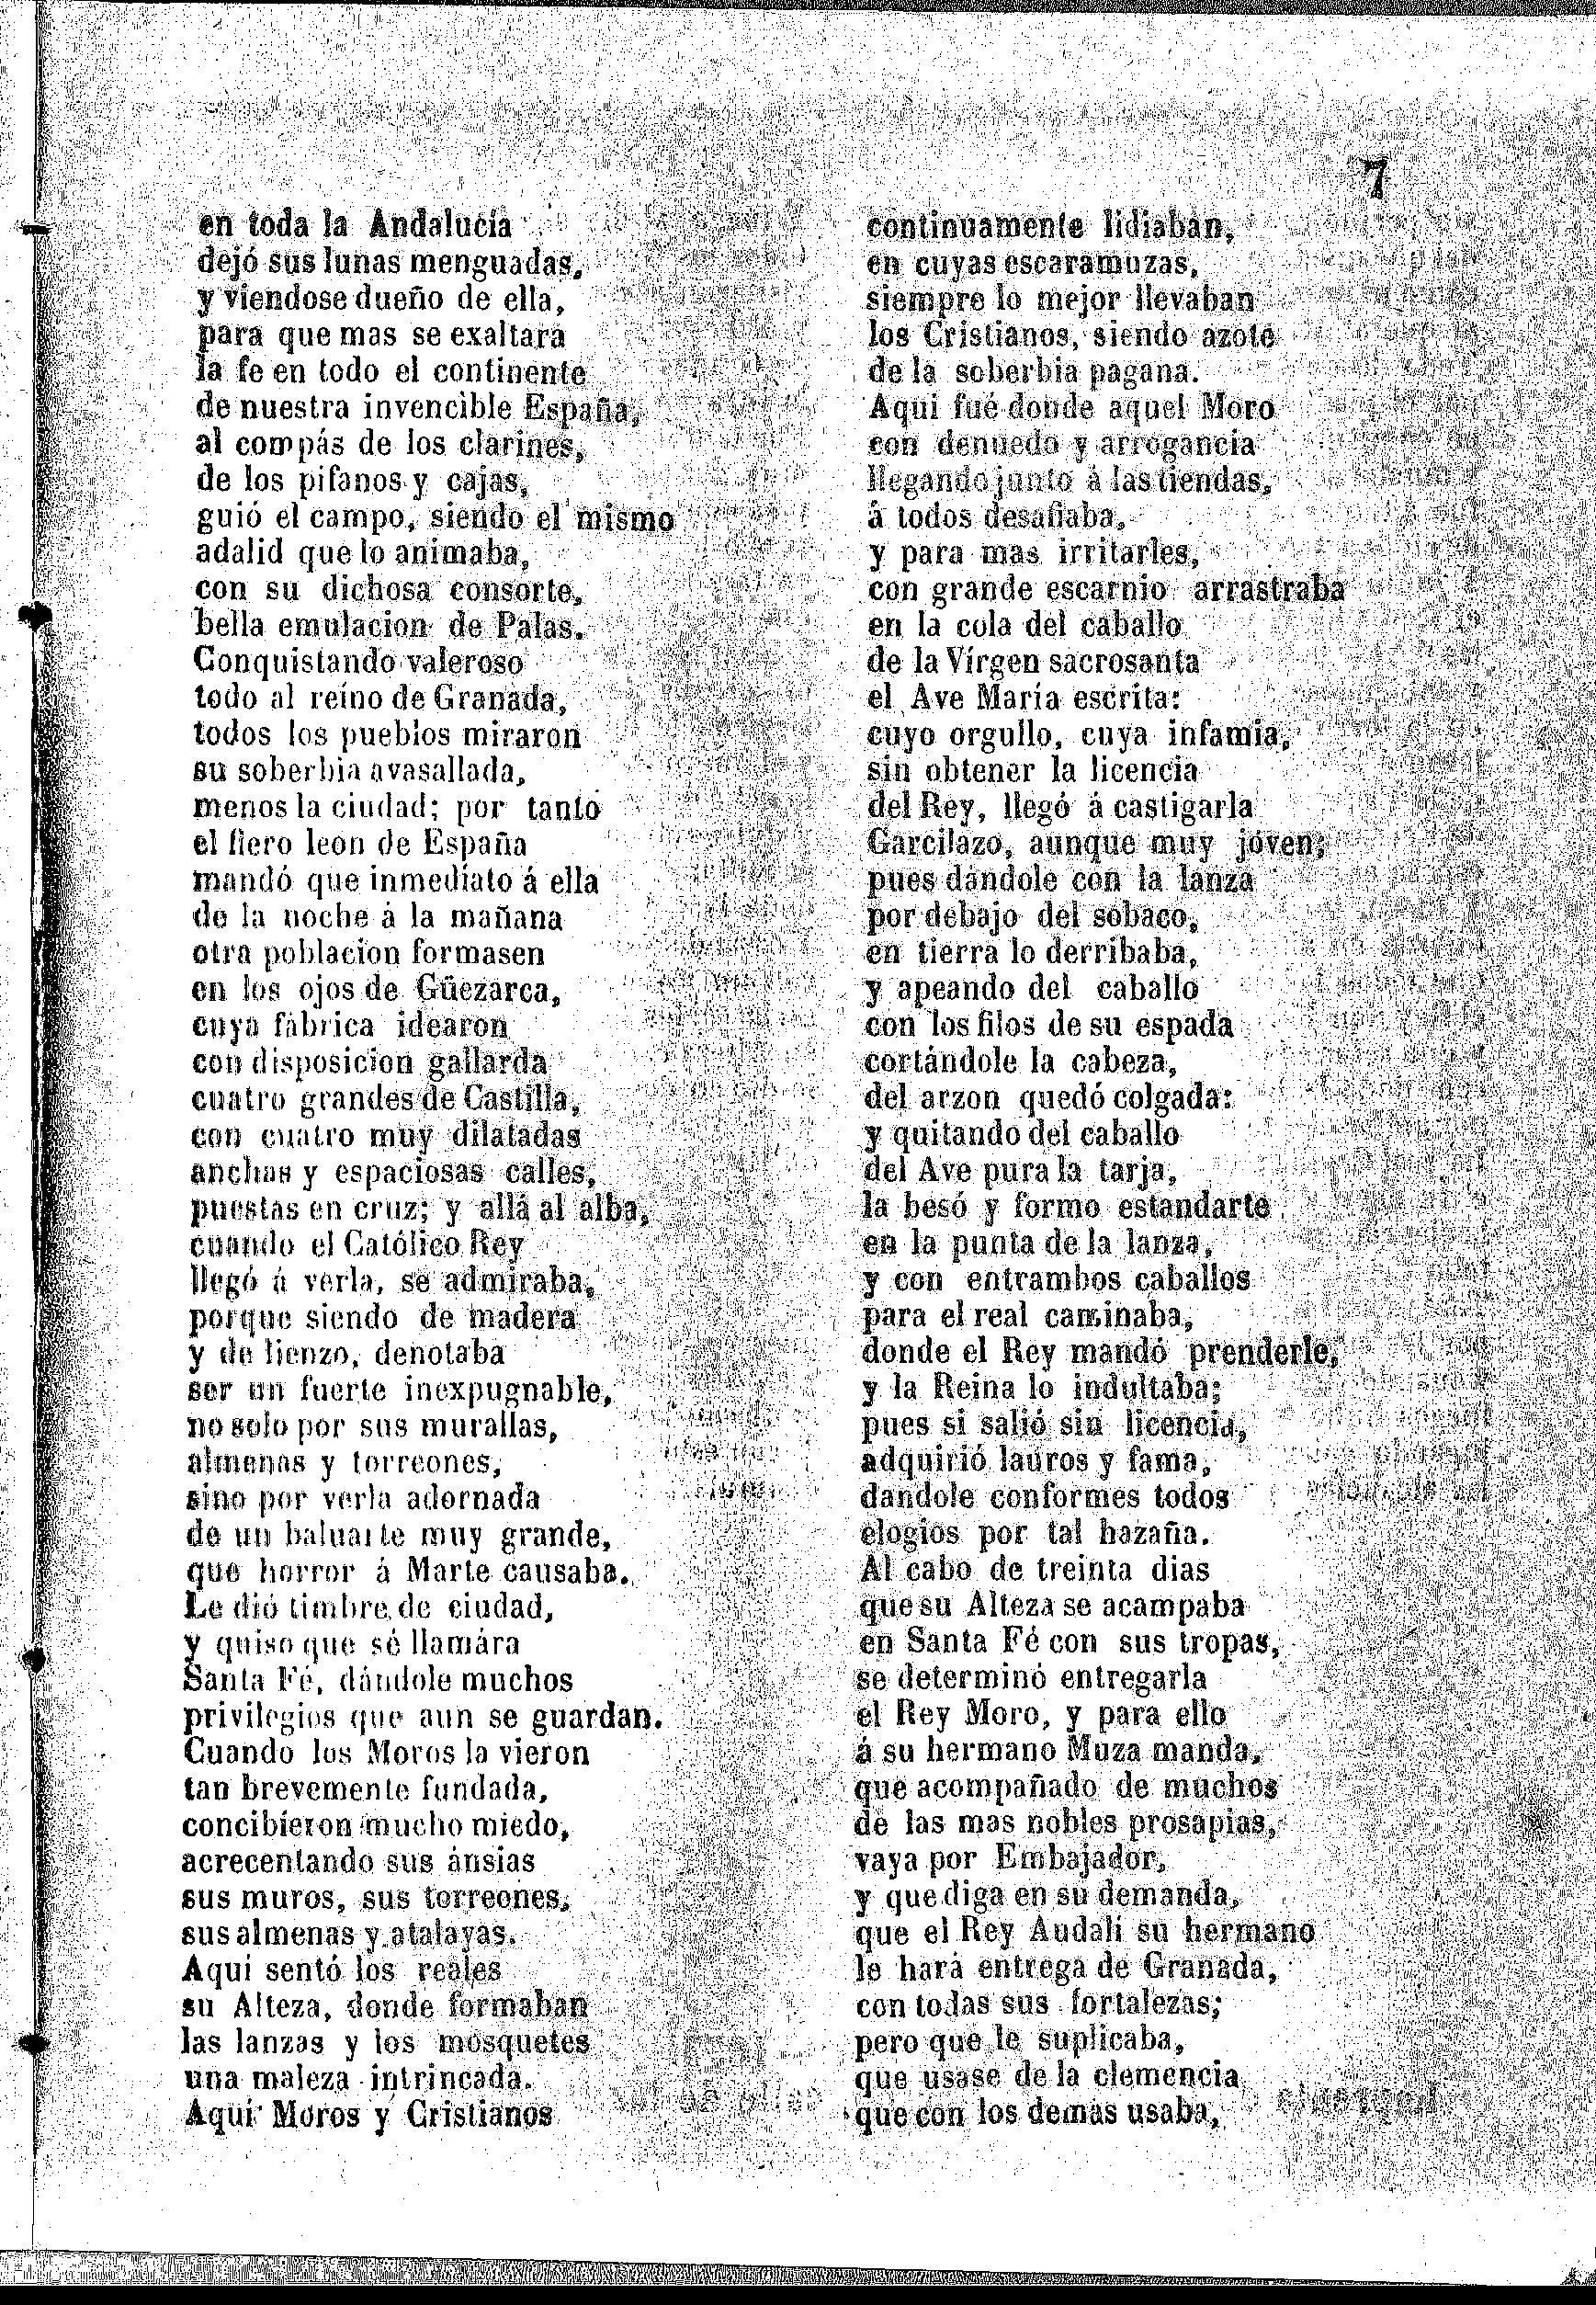 7
en toda la Andalucía
dejó sus lunas menguadas,
y viendose dueño de ella,
para que mas se exaltara
la fe en todo el continente
de nuestra invencible España,
al compás de los clarines,
de los pifanos y cajas,
guió el campo, siendo el mismo
adalid que lo animaba,
con su dichosa consorte,
bella emulacion de Palas.
Conquistando valeroso
todo al reino de Granada,
todos los pueblos miraron
su soberbia avasallada,
menos la ciudad; por tanto
el fiero leon de España
mandó que inmediato á ella
de la noche á la mañana
otra poblacion formasen
en los ojos de Güezarca,
cuya fábrica idearon
con disposicion gallarda
cuatro grandes de Castilla,
con cuatro muy dilatadas
anchas y espaciosas calles,
puestas en cruz; y allá al alba,
cuando el Católico Rey
llegó á verla, se admiraba,
porque siendo de madera
y de lienzo, denotaba
ser un fuerte inexpugnable,
no solo por sus murallas,
almenas y torreones,
sino por verla adornada
de un baluarte muy grande,
que horror á Marte causaba.
Le dió timbre de ciudad,
y quiso que se llamára
Santa Fé, dándole muchos
privilegios que aun se guardan.
Cuando los Moros la vieron
tan brevemente fundada,
concibieron mucho miedo,
acrecentando sus ánsias
sus muros, sus torreones,
sus almenas y atalayas.
Aqui sentó los reales
su Alteza, donde formaban
las lanzas y los mosquetes
una maleza intrincada.
Aquí Moros y Cristianos
continuamente lidiaban,
en cuyas escaramuzas,
siempre lo mejor llevaban
los Cristianos, siendo azote
de la soberbia pagana.
Aqui fué donde aquel Moro
con denuedo y arrogancia
llegando junto á las tiendas,
á todos desafiaba,
y para mas irritarles,
con grande escarnio arrastraba
en la cola del caballo
de la Vírgen sacrosanta
el Ave María escrita:
cuyo orgullo, cuya infamia,
sin obtener la licencia
del Rey, llegó á castigarla
Garcilazo, aunque muy jóven;
pues dándole con la lanza
por debajo del sobaco,
en tierra lo derribaba,
y apeando del caballo
con los filos de su espada
cortándole la cabeza,
del arzon quedó colgada:
y quitando del caballo
del Ave pura la tarja,
la besó y formo estandarte
en la punta de la lanza,
y con entrambos caballos
para el real caminaba,
donde el Rey mandó prenderle,
y la Reina lo indultaba;
pues si salió sin licencia,
adquirió lauros y fama,
dandole conformes todos
elogios por tal hazaña.
Al cabo de treinta dias
que su Alteza se acampaba
en Santa Fé con sus tropas,
se determinó entregarla
el Rey Moro, y para ello
á su hermano Muza manda,
que acompañado de muchos
de las mas nobles prosapias,
vaya por Embajador,
y que diga en su demanda,
que el Rey Audalí su hermano
le hará entrega de Granada,
con todas sus fortalezas;
pero que le suplicaba,
que usase de la clemencia
que con los demás usaba,